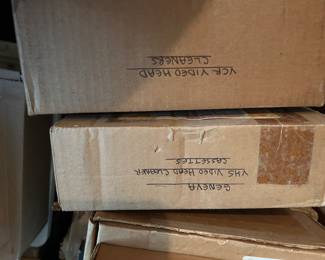 VCR VIDEO HEAD
CLEANERS
GENEVA
VHS VIDEO HEAD CLEANER
CASSETTES